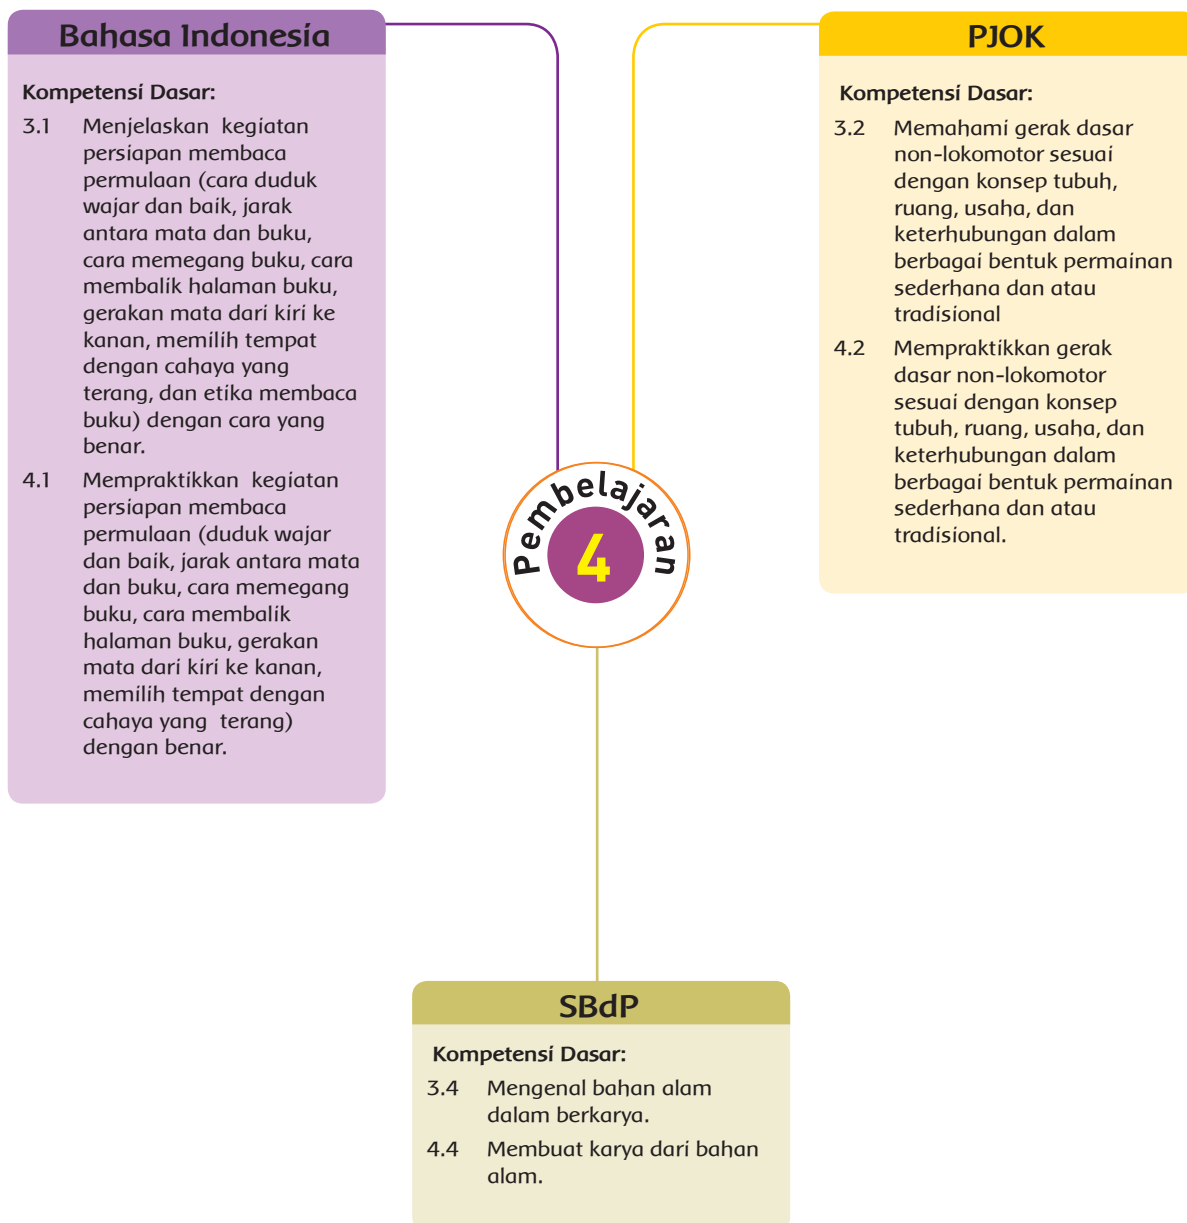 Bahasa Indonesia
Kompetensi Dasar:
3.1 Menjelaskan kegiatan
persiapan membaca
permulaan (cara duduk
wajar dan baik, jarak
antara mata dan buku,
cara memegang buku, cara
membalik halaman buku,
gerakan mata dari kiri ke
kanan, memilih tempat
dengan cahaya yang
terang, dan etika membaca
buku) dengan cara yang
benar.
4.1 Mempraktikkan kegiatan
persiapan membaca
permulaan (duduk wajar
dan baik, jarak antara mata
dan buku, cara memegang
buku, cara membalik
halaman buku, gerakan
mata dari kiri ke kanan,
memilih tempat dengan
cahaya yang terang)
dengan benar.
PJOK
Kompetensi Dasar:
3.2 Memahami gerak dasar
non-lokomotor sesuai
dengan konsep tubuh,
ruang, usaha, dan
keterhubungan dalam
berbagai bentuk permainan
sederhana dan atau
tradisional
4.2 Mempraktikkan gerak
dasar non-lokomotor
sesuai dengan konsep
tubuh, ruang, usaha, dan
keterhubungan dalam
berbagai bentuk permainan
sederhana dan atau
tradisional.
Pembelajaran
4
SBdP
Kompetensi Dasar:
3.4 Mengenal bahan alam
dalam berkarya.
4.4 Membuat karya dari bahan
alam.